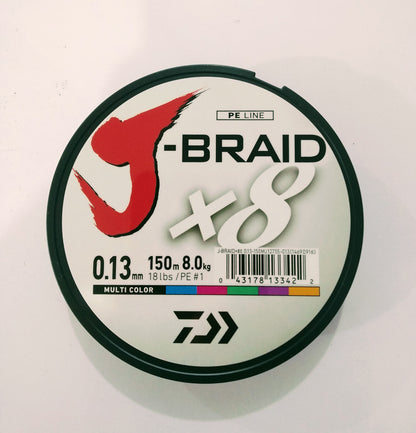 PE LINE
J-BRAID
x8
0.13mm
150m 8.0kg
18lbs/PE#1
0 43178 13342 2
MULTI COLOR